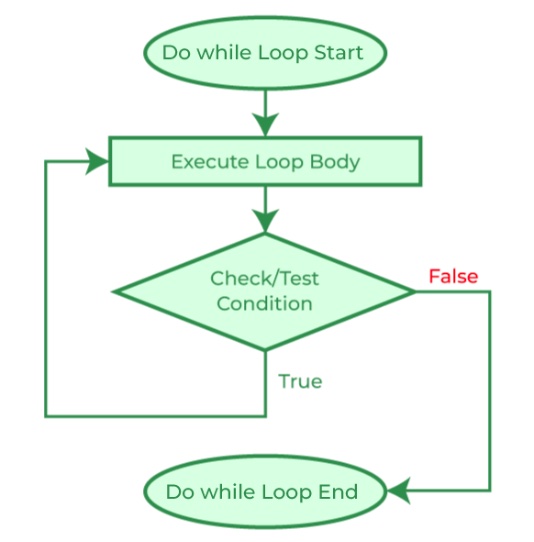 Do while Loop Start
Execute Loop Body
Check/Test
Condition
False
True
Do while Loop End